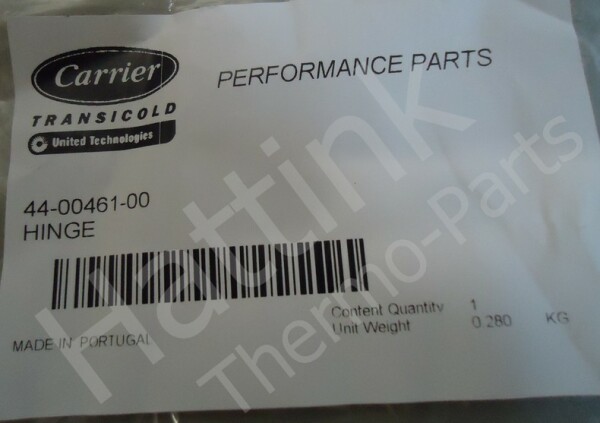 Carrier
TRANSICOLD
United Technologies
PERFORMANCE PARTS
44-00461-00
HINGE
Content Quantity 1
Unit Weight 0.280 KG
MADE IN PORTUGAL
Hattink
Thermo-Parts